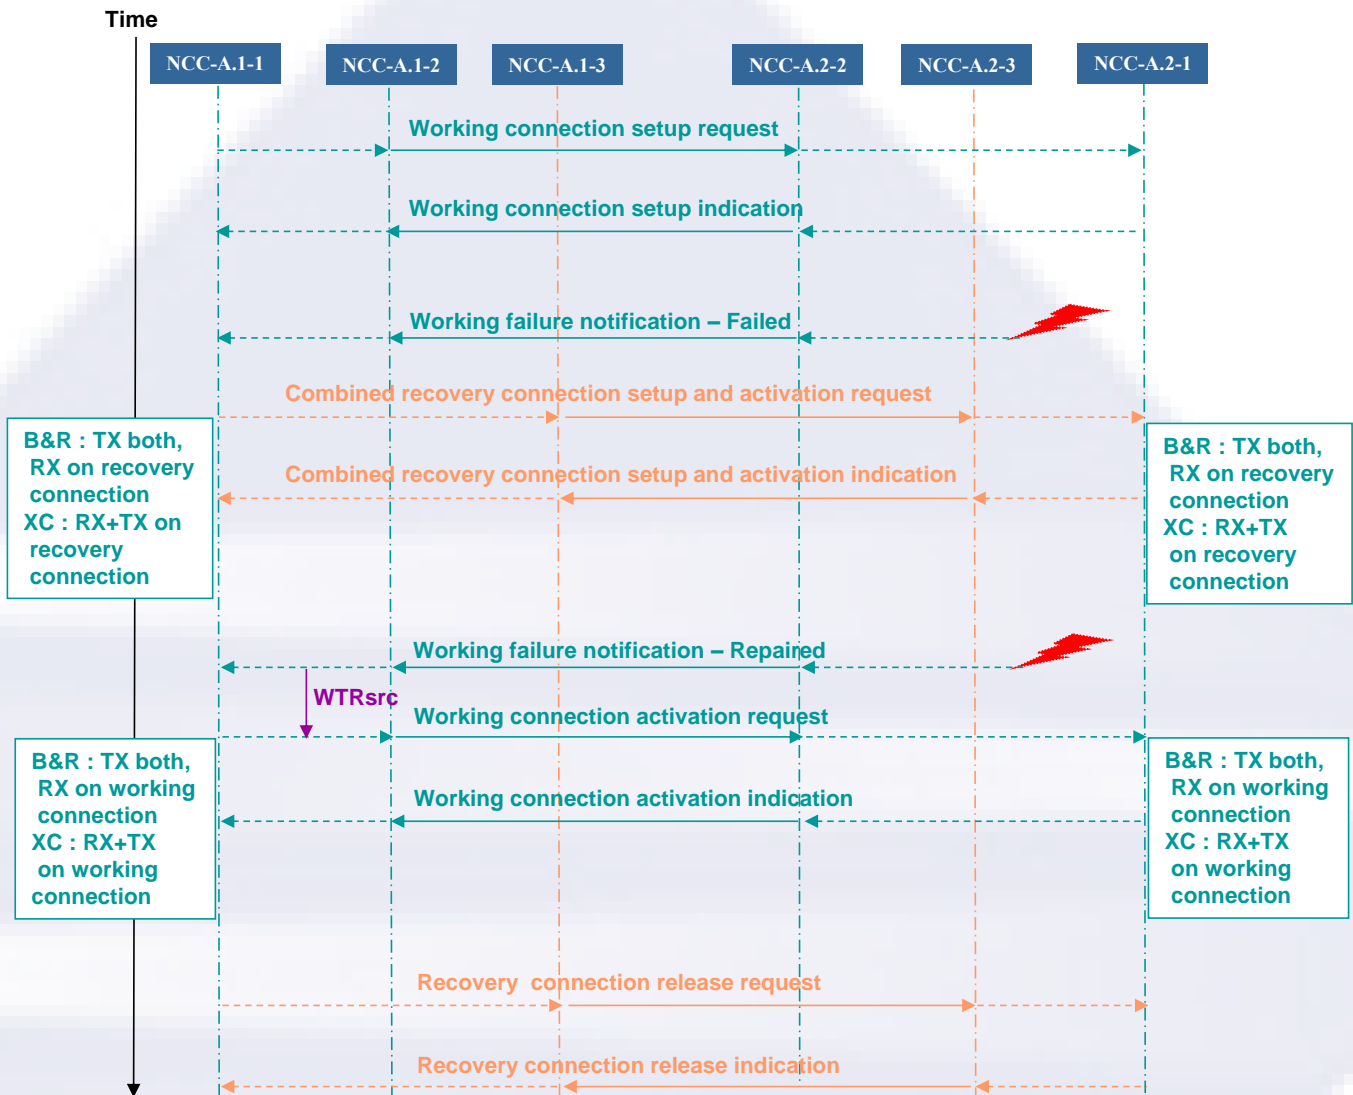 Time
NCC-A.1-1
NCC-A.1-2
NCC-A.1-3
NCC-A.2-2
NCC-A.2-3
NCC-A.2-1
Working connection setup request
Working connection setup indication
Working failure notification – Failed
Combined recovery connection setup and activation request
B&R : TX both,
RX on recovery
connection
XC : RX+TX on
recovery
connection
Combined recovery connection setup and activation indication
B&R : TX both,
RX on recovery
connection
XC : RX+TX
on recovery
connection
Working failure notification – Repaired
WTRsrc
Working connection activation request
B&R : TX both,
RX on working
connection
XC : RX+TX
on working
connection
Working connection activation indication
B&R : TX both,
RX on working
connection
XC : RX+TX
on working
connection
Recovery  connection release request
Recovery connection release indication